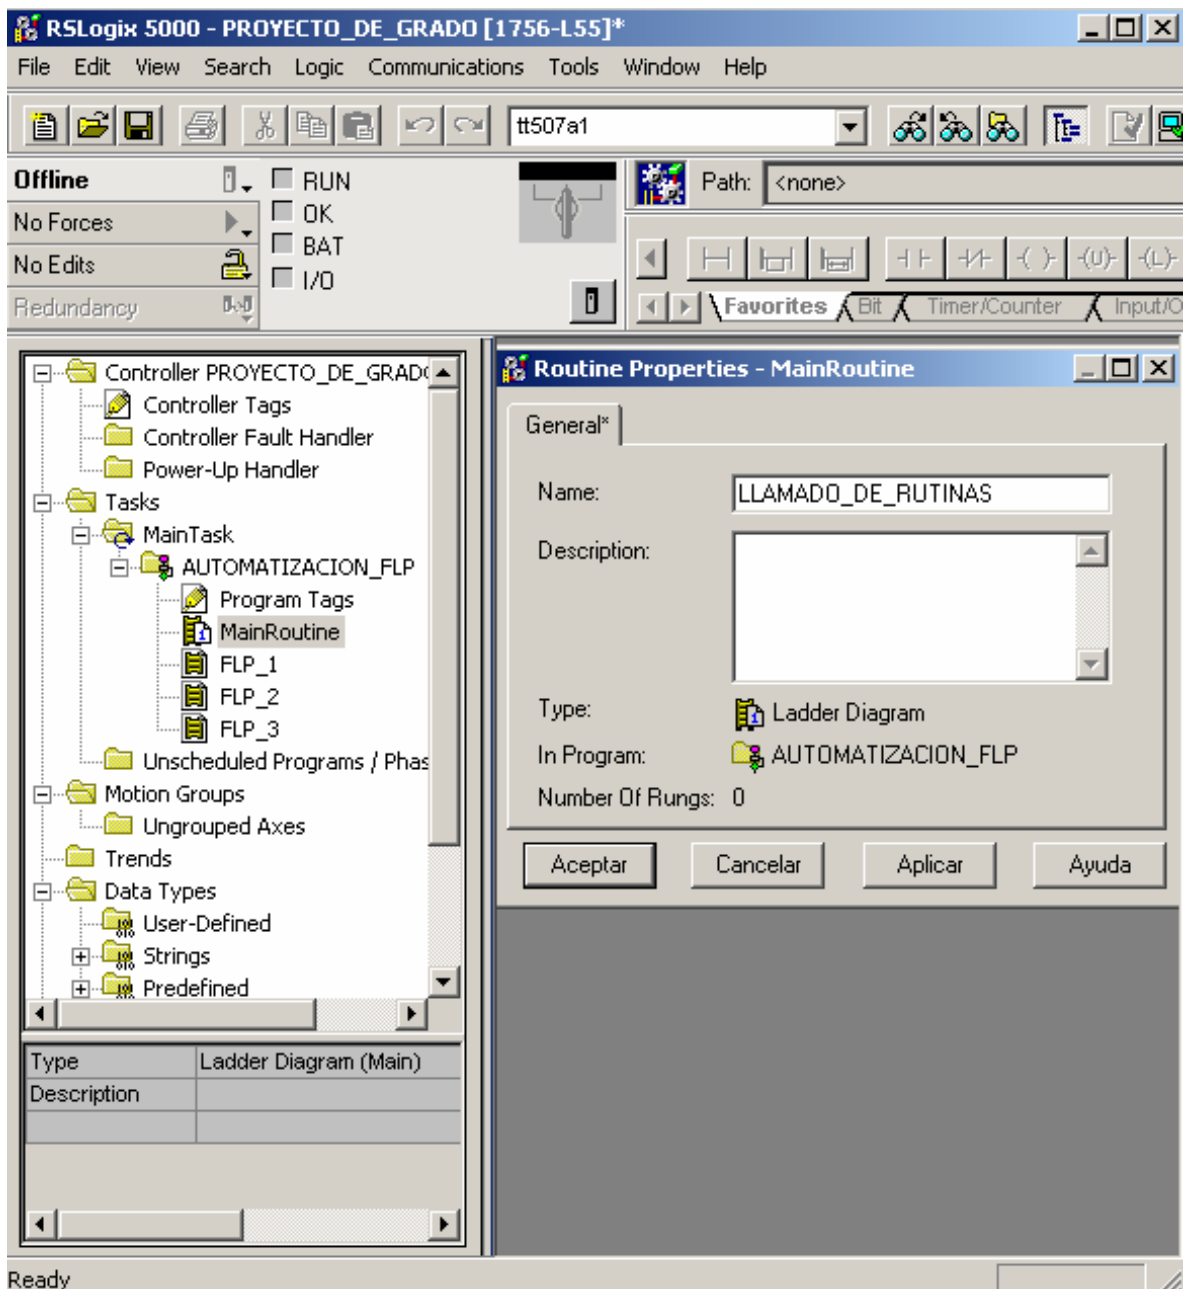 RSLogix 5000 - PROYECTO_DE_GRADO [1756-L55]*
File Edit View Search Logic Communications Tools Window Help
tt507a1
Offline
RUN
No Forces
OK
No Edits
BAT
Redundancy
I/O
Path: <none>
Favorites Bit Timer/Counter Input/O
Controller PROYECTO_DE_GRAD
Controller Tags
Controller Fault Handler
Power-Up Handler
Tasks
MainTask
AUTOMATIZACION_FLP
Program Tags
MainRoutine
FLP_1
FLP_2
FLP_3
Unscheduled Programs / Phas
Motion Groups
Ungrouped Axes
Trends
Data Types
User-Defined
Strings
Predefined
Type Ladder Diagram (Main)
Description
Routine Properties - MainRoutine
General*
Name: LLAMADO_DE_RUTINAS
Description:
Type: Ladder Diagram
In Program: AUTOMATIZACION_FLP
Number Of Rungs: 0
Aceptar Cancelar Aplicar Ayuda
Ready